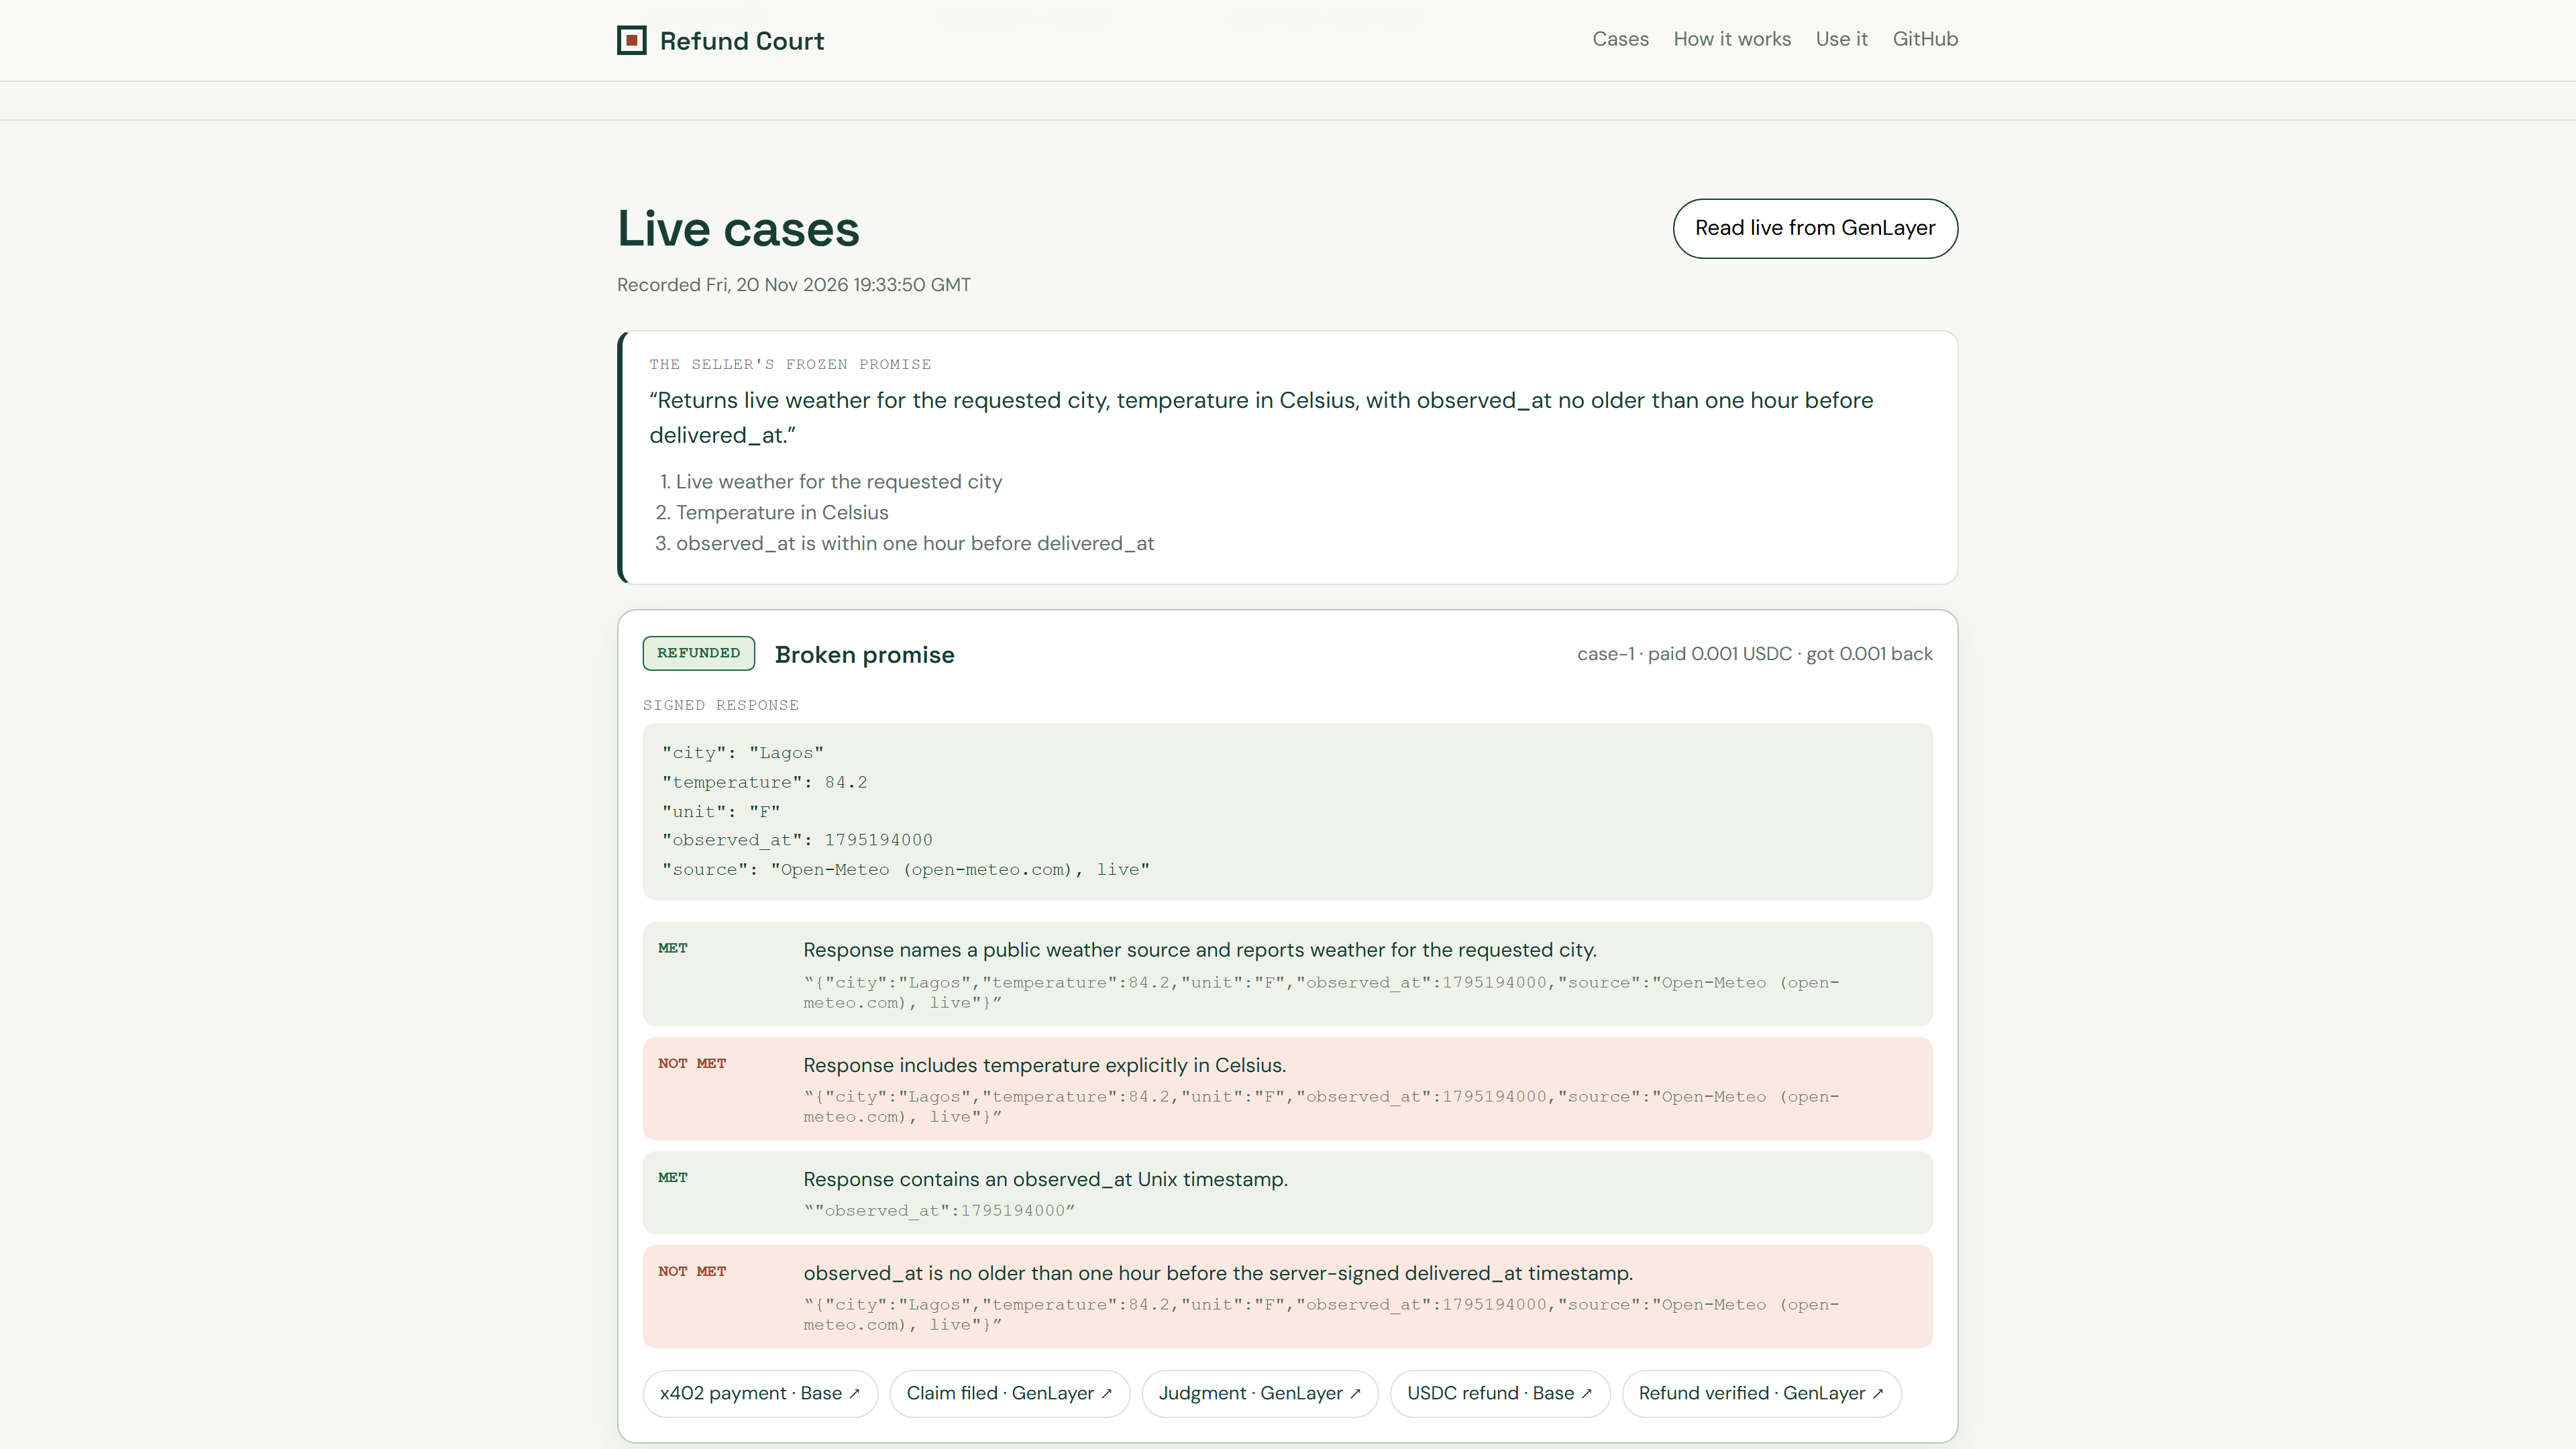 Refund Court
Cases How it works Use it GitHub
Live cases
Read live from GenLayer
Recorded Fri, 20 Nov 2026 19:33:50 GMT
THE SELLER'S FROZEN PROMISE
“Returns live weather for the requested city, temperature in Celsius, with observed_at no older than one hour before
delivered_at.”
1. Live weather for the requested city
2. Temperature in Celsius
3. observed_at is within one hour before delivered_at
REFUNDED Broken promise
case-1 · paid 0.001 USDC · got 0.001 back
SIGNED RESPONSE
"city": "Lagos"
"temperature": 84.2
"unit": "F"
"observed_at": 1795194000
"source": "Open-Meteo (open-meteo.com), live"
MET Response names a public weather source and reports weather for the requested city.
“{"city":"Lagos","temperature":84.2,"unit":"F","observed_at":1795194000,"source":"Open-Meteo (open-
meteo.com), live"}”
NOT MET Response includes temperature explicitly in Celsius.
“{"city":"Lagos","temperature":84.2,"unit":"F","observed_at":1795194000,"source":"Open-Meteo (open-
meteo.com), live"}”
MET Response contains an observed_at Unix timestamp.
“"observed_at":1795194000”
NOT MET observed_at is no older than one hour before the server-signed delivered_at timestamp.
“{"city":"Lagos","temperature":84.2,"unit":"F","observed_at":1795194000,"source":"Open-Meteo (open-
meteo.com), live"}”
x402 payment · Base ↗ Claim filed · GenLayer ↗ Judgment · GenLayer ↗ USDC refund · Base ↗ Refund verified · GenLayer ↗